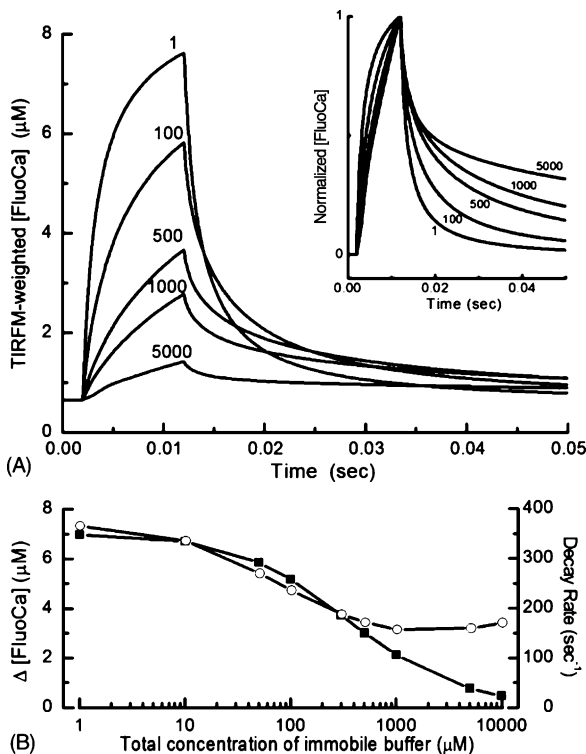 TIRFM-weighted [FluoCa] (μM)
8
6
4
2
0
1
100
500
1000
5000
0.00 0.01 0.02 0.03 0.04 0.05
Time (sec)
(A)
Normalized [FluoCa]
1
0
5000
1000
500
100
1
0.00 0.02 0.04
Time (sec)
Δ [FluoCa] (μM)
8
6
4
2
0
Decay Rate (sec⁻¹)
400
300
200
100
0
1 10 100 1000 10000
Total concentration of immobile buffer (μM)
(B)